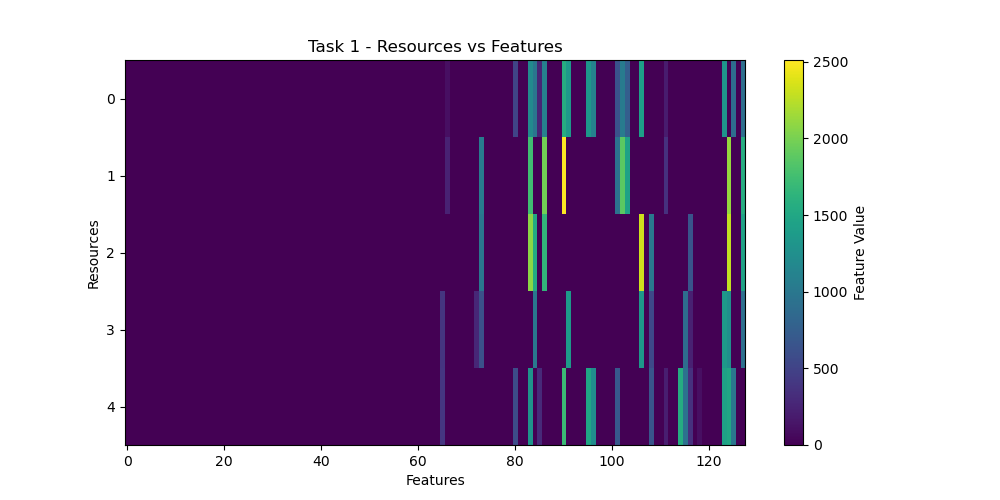 Task 1 - Resources vs Features
Resources
0
1
2
3
4
0 20 40 60 80 100 120
Features
2500
2000
1500
1000
500
0
Feature Value